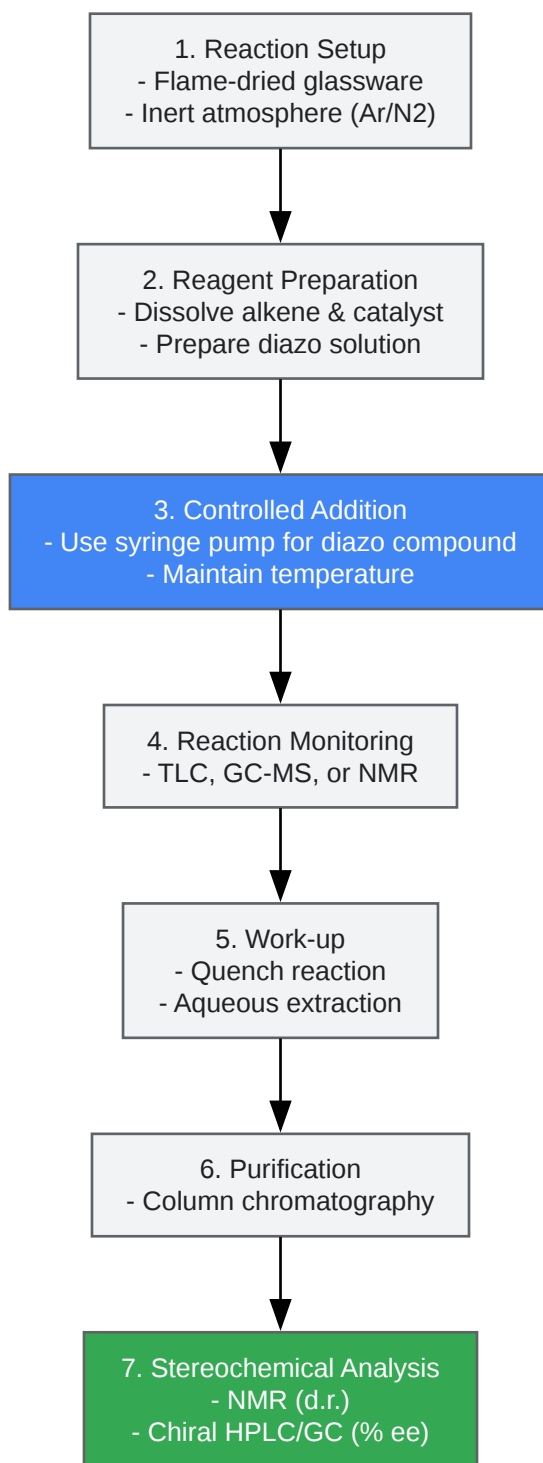 1. Reaction Setup
- Flame-dried glassware
- Inert atmosphere (Ar/N2)
2. Reagent Preparation
- Dissolve alkene & catalyst
- Prepare diazo solution
3. Controlled Addition
- Use syringe pump for diazo compound
- Maintain temperature
4. Reaction Monitoring
- TLC, GC-MS, or NMR
5. Work-up
- Quench reaction
- Aqueous extraction
6. Purification
- Column chromatography
7. Stereochemical Analysis
- NMR (d.r.)
- Chiral HPLC/GC (% ee)